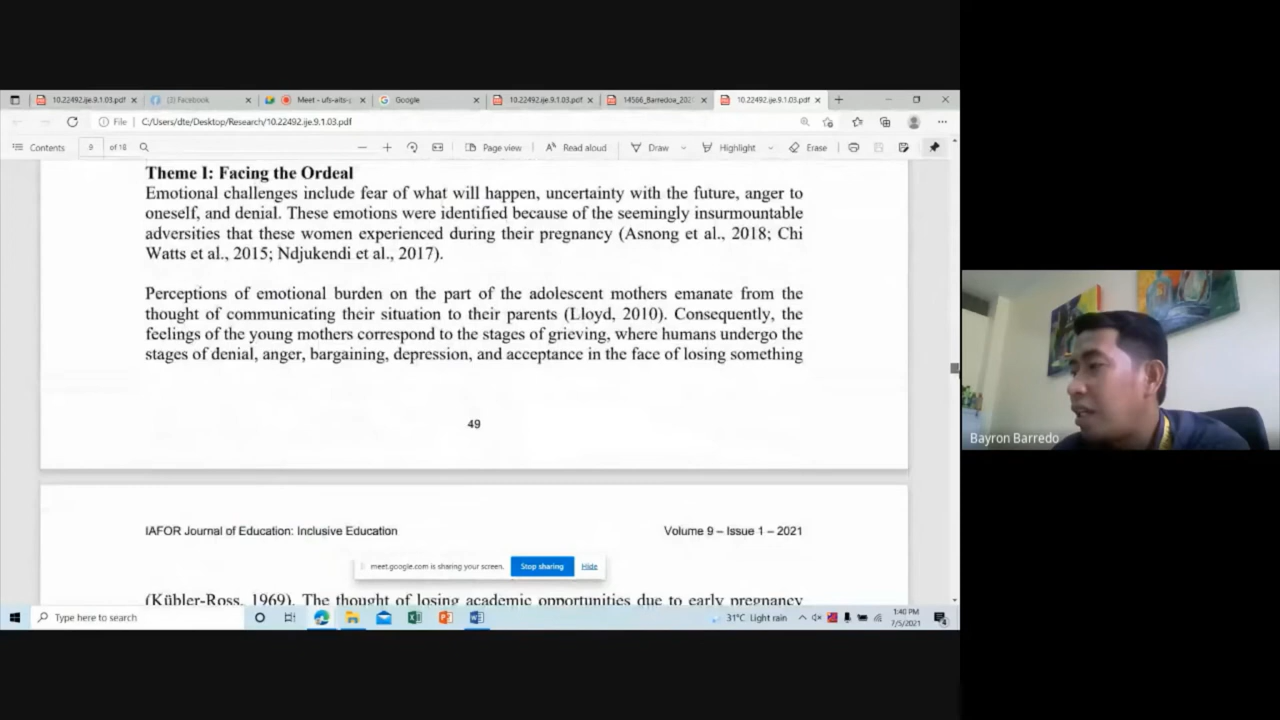 10.22492.ije.9.1.03.pdf
(3) Facebook
Meet - ufs-aits-
Google
10.22492.ije.9.1.03.pdf
14566_Barredoa_202
10.22492.ije.9.1.03.pdf
File
C:/Users/dte/Desktop/Research/10.22492.ije.9.1.03.pdf
Contents
9 of 18
Page view
Read aloud
Draw
Highlight
Erase
Theme I: Facing the Ordeal
Emotional challenges include fear of what will happen, uncertainty with the future, anger to
oneself, and denial. These emotions were identified because of the seemingly insurmountable
adversities that these women experienced during their pregnancy (Asnong et al., 2018; Chi
Watts et al., 2015; Ndjukendi et al., 2017).
Perceptions of emotional burden on the part of the adolescent mothers emanate from the
thought of communicating their situation to their parents (Lloyd, 2010). Consequently, the
feelings of the young mothers correspond to the stages of grieving, where humans undergo the
stages of denial, anger, bargaining, depression, and acceptance in the face of losing something
49
IAFOR Journal of Education: Inclusive Education
Volume 9 – Issue 1 – 2021
meet.google.com is sharing your screen.
Stop sharing
Hide
(Kübler-Ross, 1969). The thought of losing academic opportunities due to early pregnancy
Type here to search
31°C Light rain
1:40 PM
7/5/2021
Bayron Barredo